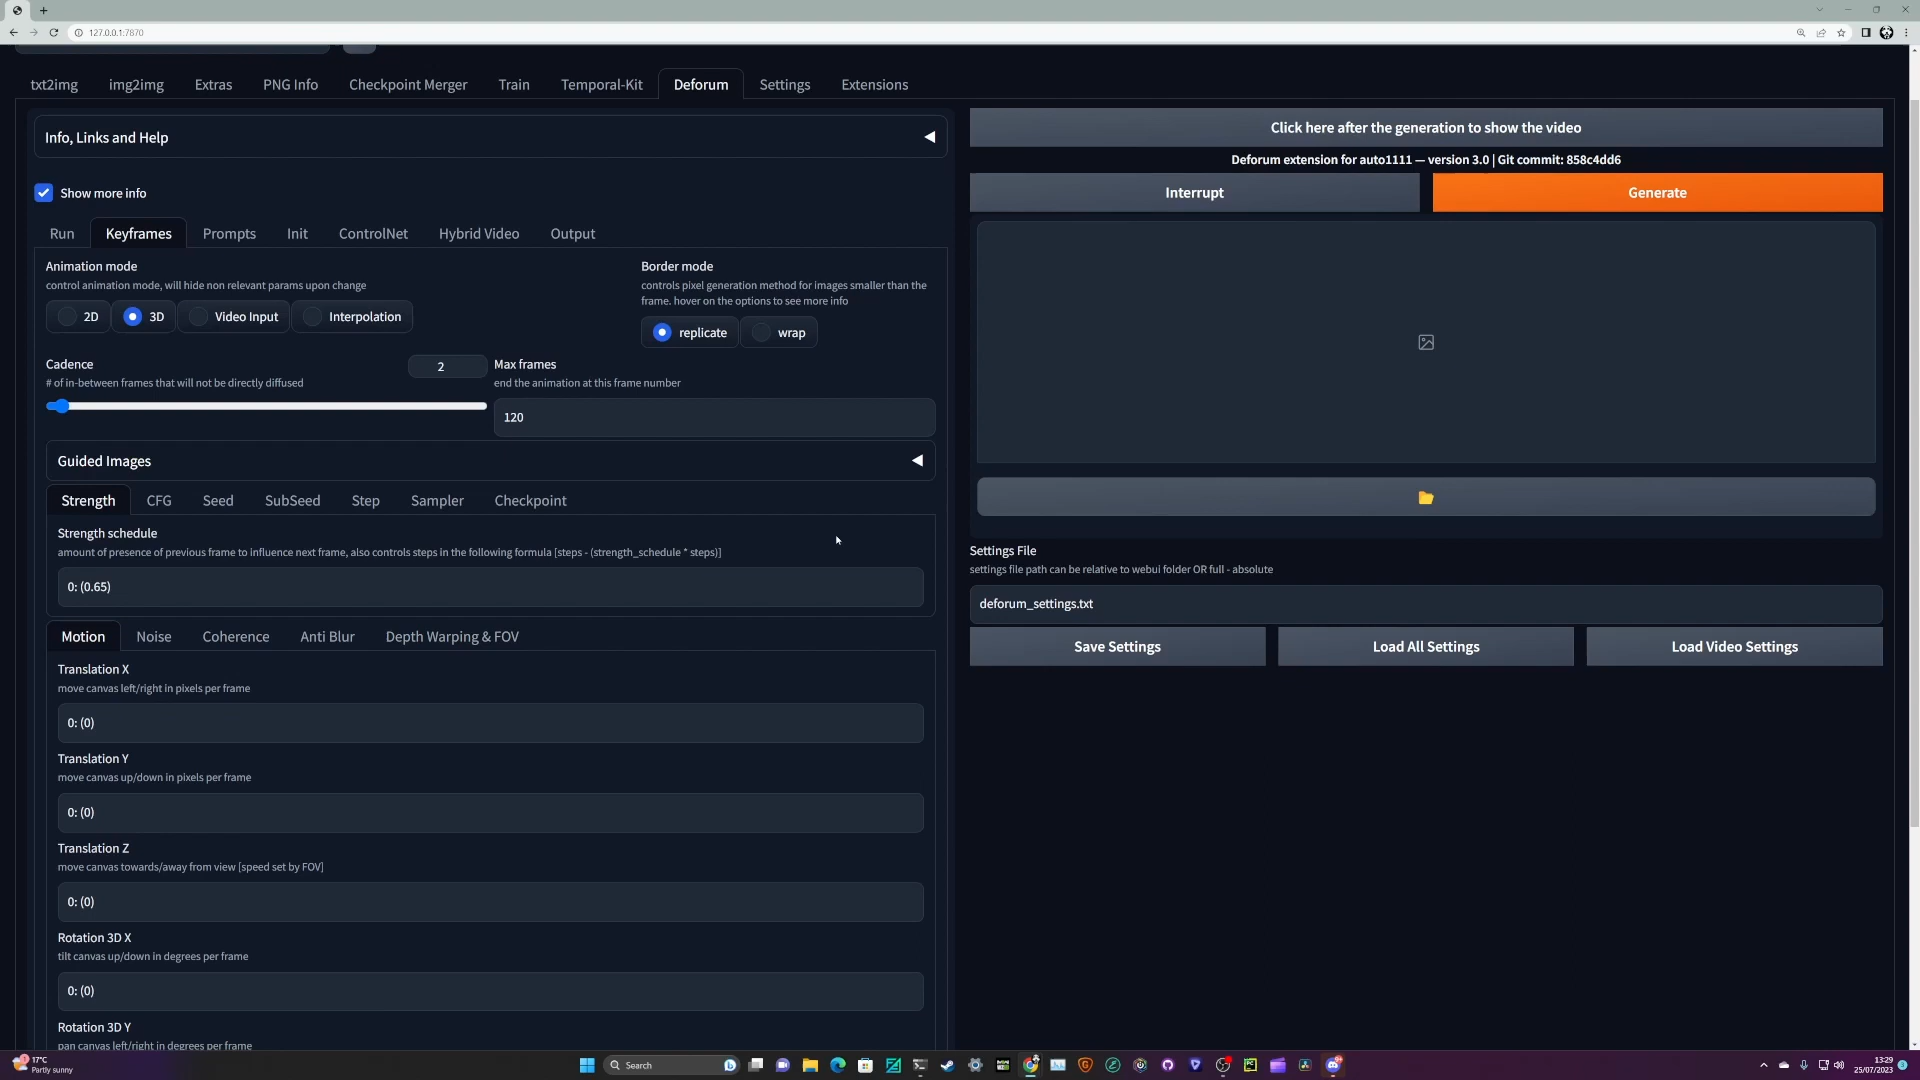 127.0.0.1:7870
txt2img img2img Extras PNG Info Checkpoint Merger Train Temporal-Kit Deforum Settings Extensions
Info, Links and Help
Show more info
Run Keyframes Prompts Init ControlNet Hybrid Video Output
Animation mode
control animation mode, will hide non relevant params upon change
2D 3D Video Input Interpolation
Border mode
controls pixel generation method for images smaller than the
frame. hover on the options to see more info
replicate wrap
Cadence
# of in-between frames that will not be directly diffused
2
Max frames
end the animation at this frame number
120
Guided Images
Strength CFG Seed SubSeed Step Sampler Checkpoint
Strength schedule
amount of presence of previous frame to influence next frame, also controls steps in the following formula [steps - (strength_schedule * steps)]
0: (0.65)
Motion Noise Coherence Anti Blur Depth Warping & FOV
Translation X
move canvas left/right in pixels per frame
0: (0)
Translation Y
move canvas up/down in pixels per frame
0: (0)
Translation Z
move canvas towards/away from view [speed set by FOV]
0: (0)
Rotation 3D X
tilt canvas up/down in degrees per frame
0: (0)
Rotation 3D Y
pan canvas left/right in degrees per frame
Click here after the generation to show the video
Deforum extension for auto1111 — version 3.0 | Git commit: 858c4dd6
Interrupt Generate
Settings File
settings file path can be relative to webui folder OR full - absolute
deforum_settings.txt
Save Settings Load All Settings Load Video Settings
17°C
Partly sunny
Search
13:29
25/07/2023